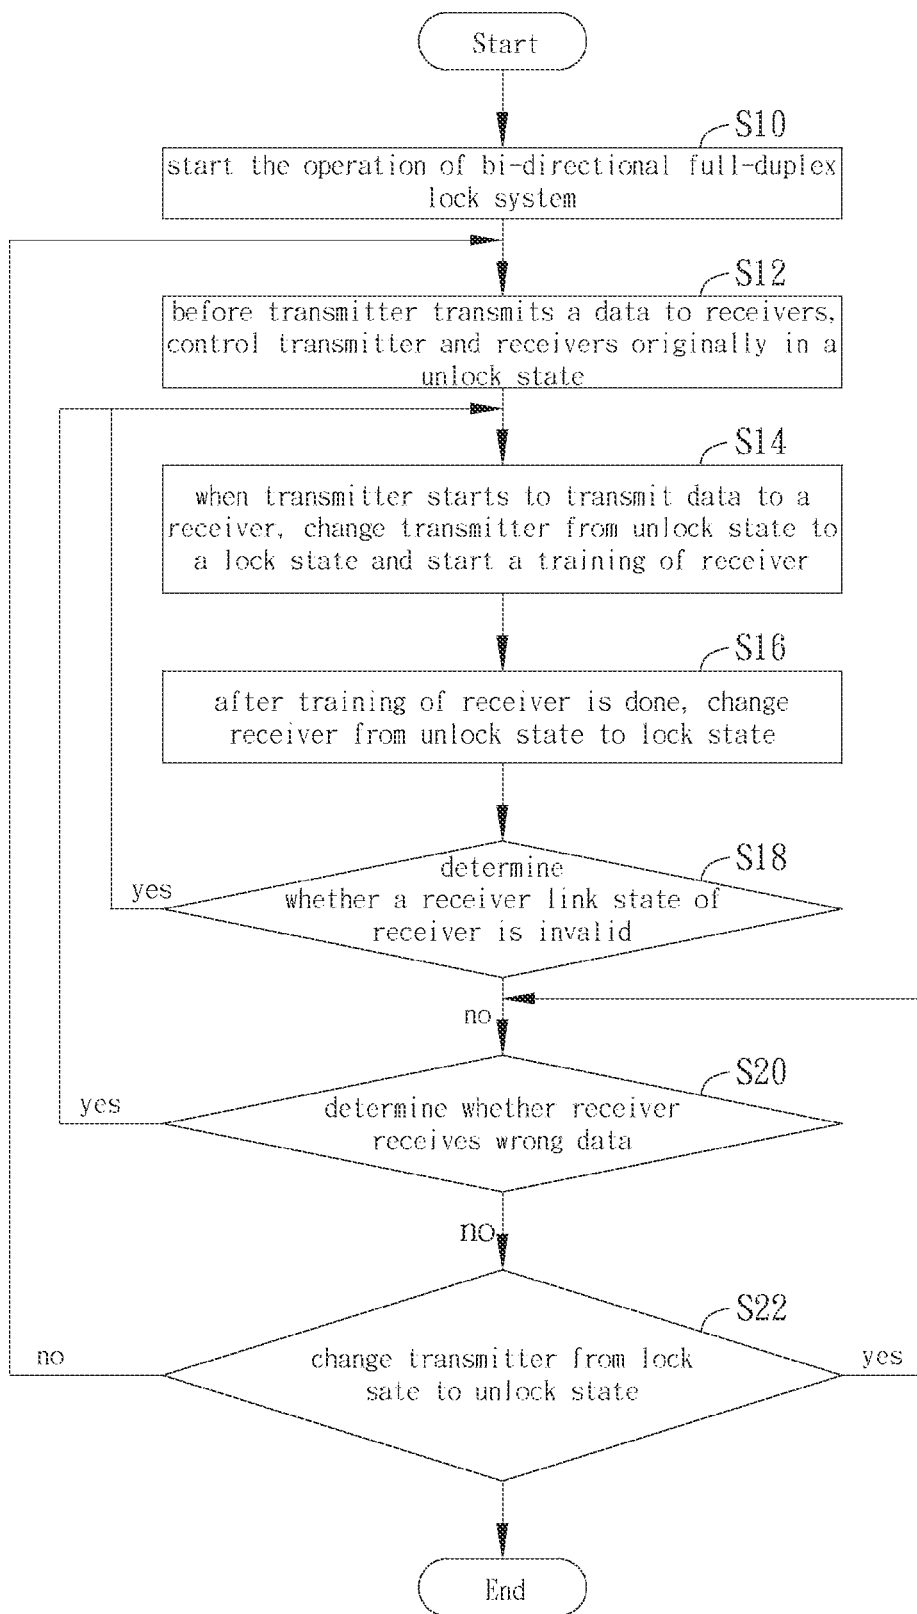 Start
S10
start the operation of bi-directional full-duplex
lock system
S12
before transmitter transmits a data to receivers,
control transmitter and receivers originally in a
unlock state
S14
when transmitter starts to transmit data to a
receiver, change transmitter from unlock state to
a lock state and start a training of receiver
S16
after training of receiver is done, change
receiver from unlock state to lock state
S18
determine
whether a receiver link state of
receiver is invalid
yes
no
S20
determine whether receiver
receives wrong data
yes
no
S22
change transmitter from lock
sate to unlock state
no
yes
End